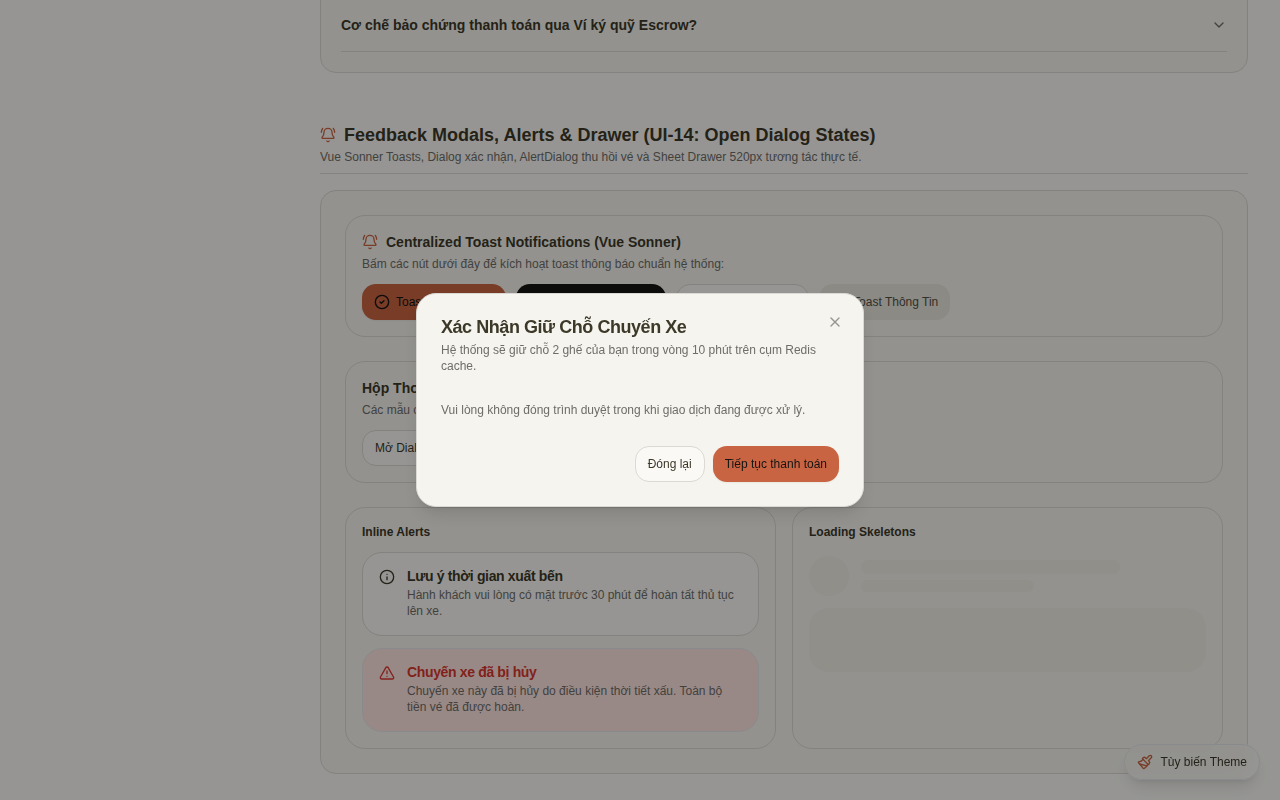 Cơ chế bảo chứng thanh toán qua Ví ký quỹ Escrow?
Feedback Modals, Alerts & Drawer (UI-14: Open Dialog States)
Vue Sonner Toasts, Dialog xác nhận, AlertDialog thu hồi vé và Sheet Drawer 520px tương tác thực tế.
Centralized Toast Notifications (Vue Sonner)
Bấm các nút dưới đây để kích hoạt toast thông báo chuẩn hệ thống:
Toast Thông Tin
Xác Nhận Giữ Chỗ Chuyến Xe
Hệ thống sẽ giữ chỗ 2 ghế của bạn trong vòng 10 phút trên cụm Redis
cache.
Vui lòng không đóng trình duyệt trong khi giao dịch đang được xử lý.
Đóng lại
Tiếp tục thanh toán
Hộp
Các mẫu
Mở
Inline Alerts
Lưu ý thời gian xuất bến
Hành khách vui lòng có mặt trước 30 phút để hoàn tất thủ tục
lên xe.
Chuyến xe đã bị hủy
Chuyến xe này đã bị hủy do điều kiện thời tiết xấu. Toàn bộ
tiền vé đã được hoàn.
Loading Skeletons
Tùy biến Theme